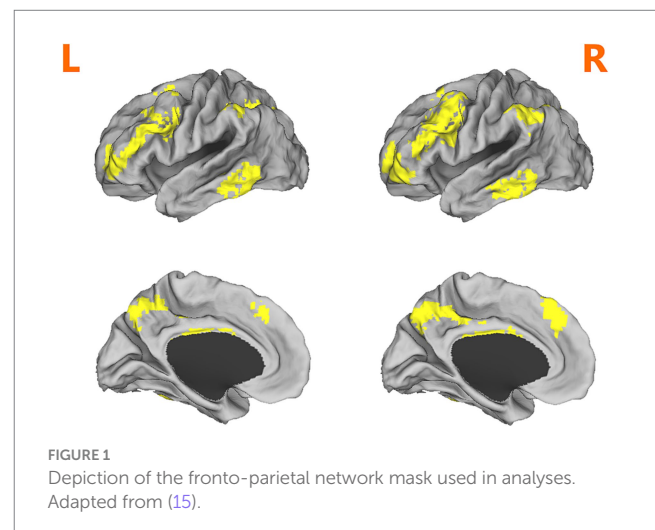 L
R
FIGURE 1
Depiction of the fronto-parietal network mask used in analyses.
Adapted from (15).